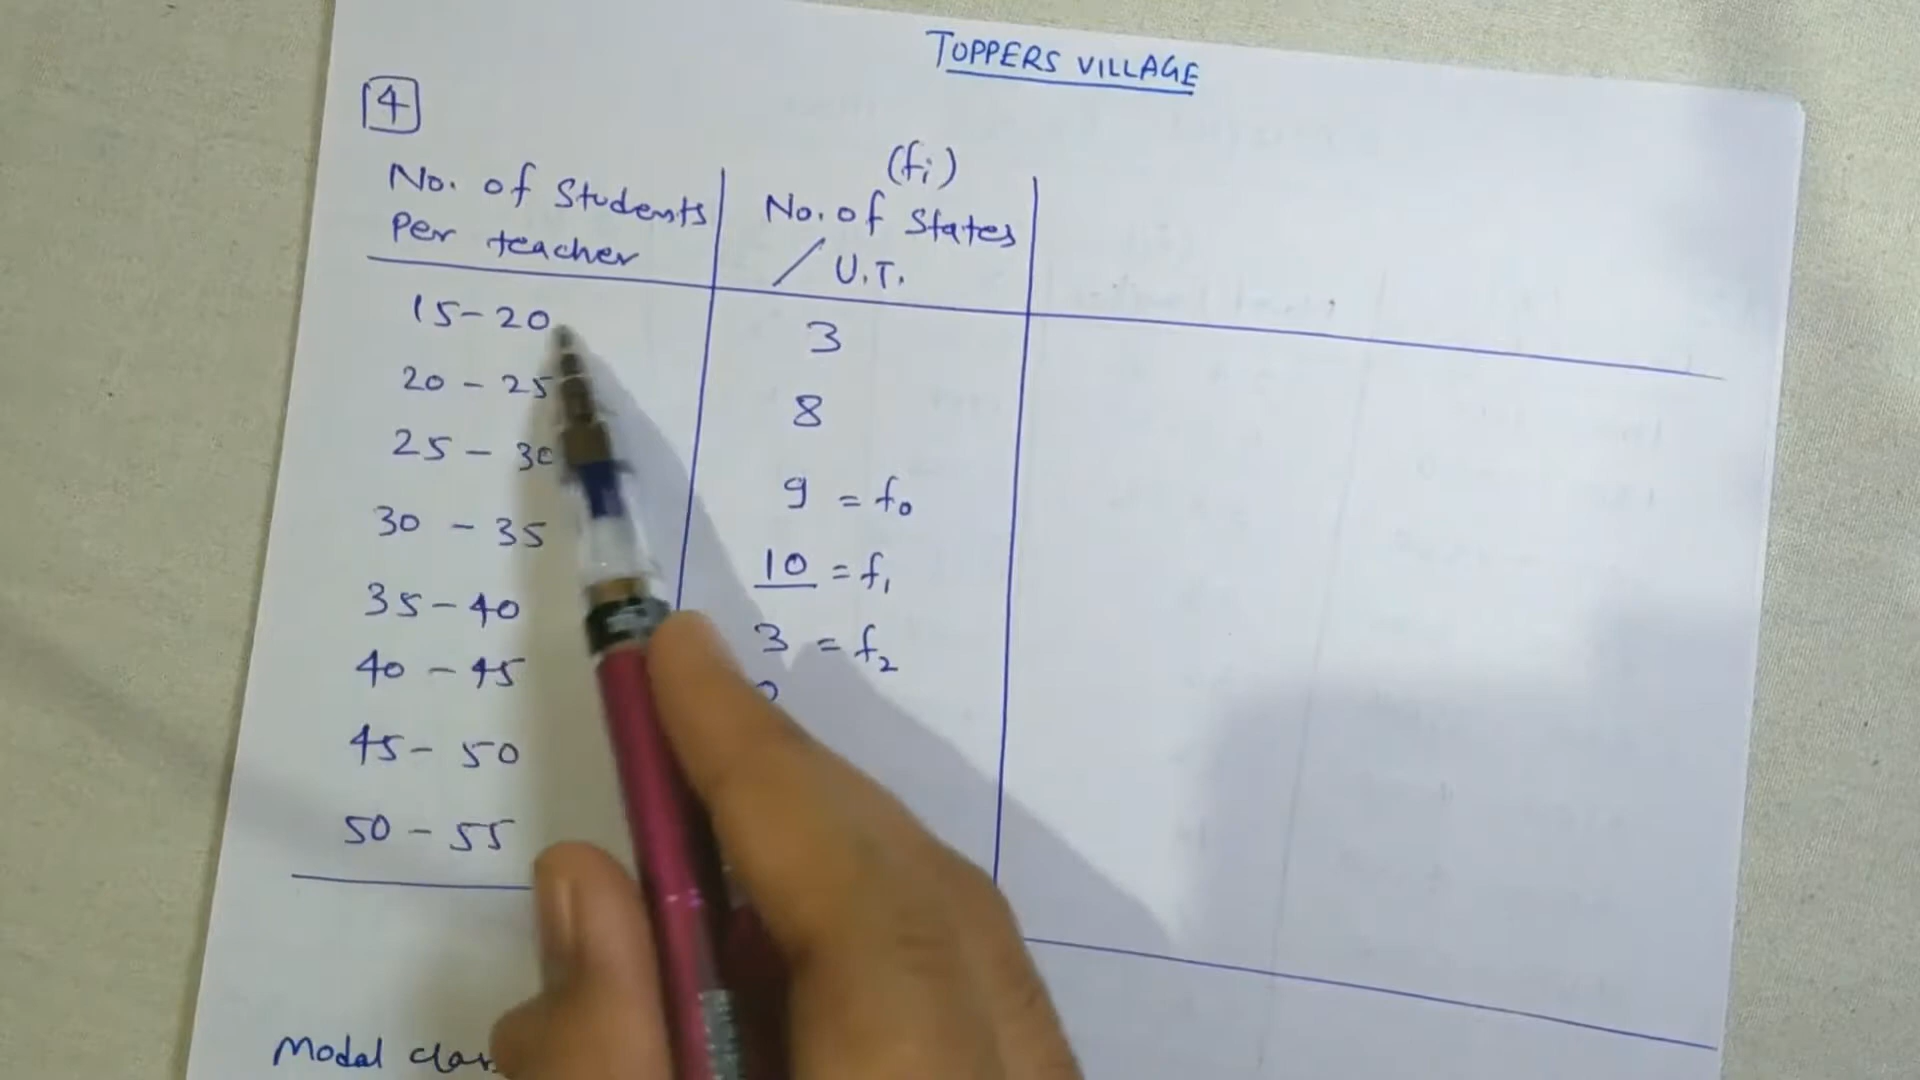 TOPPERS VILLAGE
4
No. of Students
Per teacher
(fi)
No. of States
/ U.T.
15-20
3
20 - 25
8
25 - 30
9 = f₀
30 - 35
10 = f₁
35-40
3 = f₂
40 - 45
45- 50
50 - 55
Modal